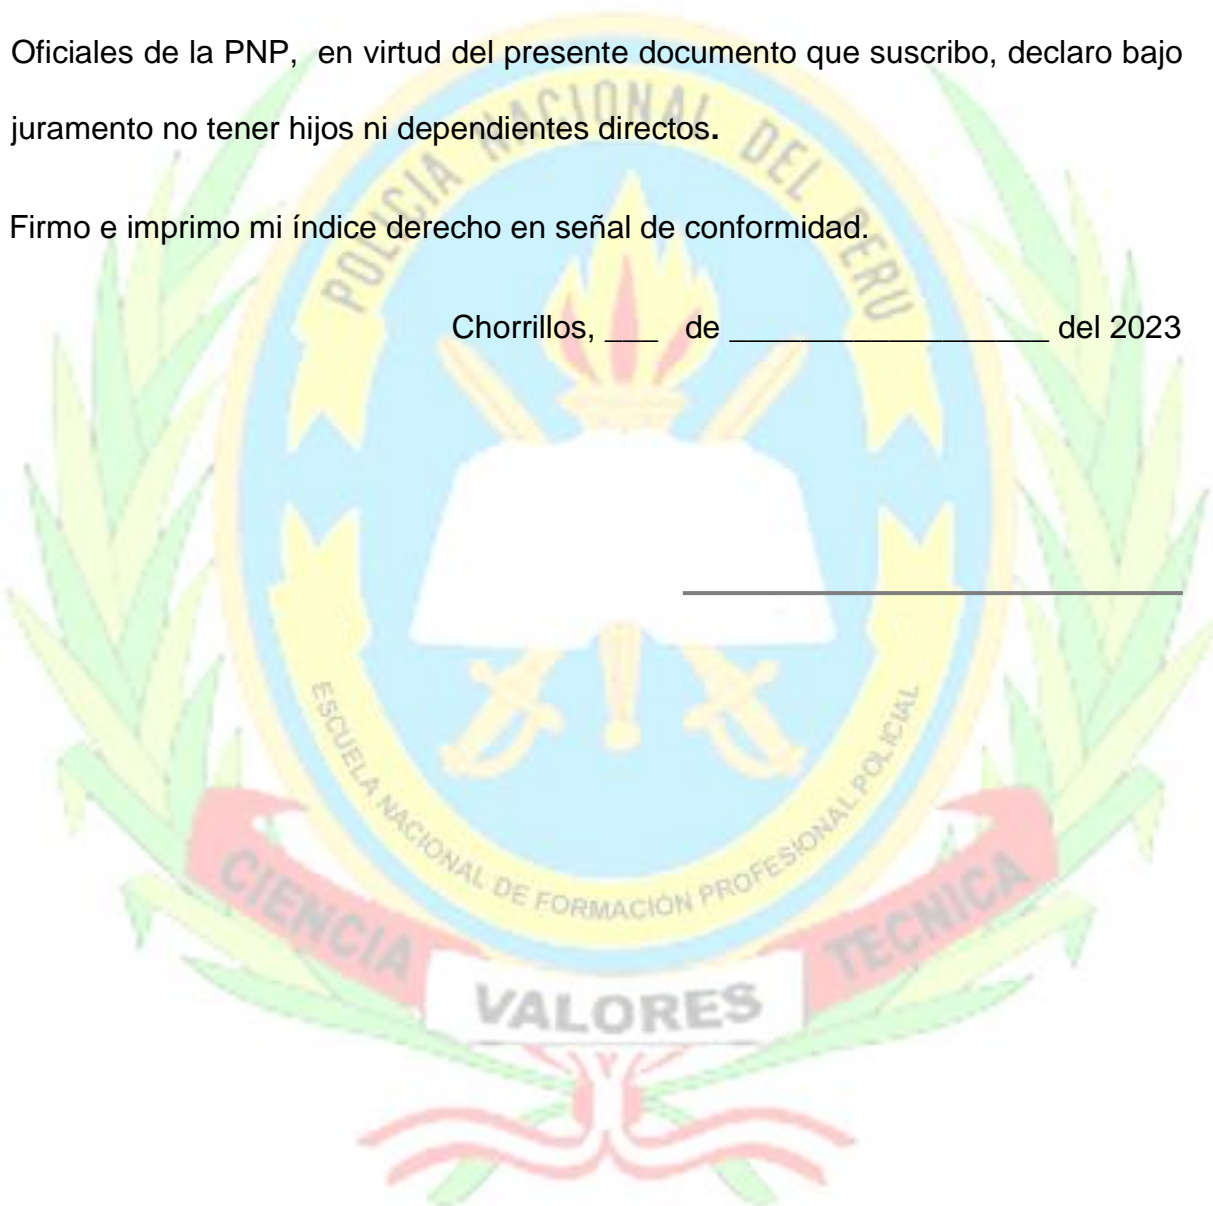 Oficiales de la PNP, en virtud del presente documento que suscribo, declaro bajo
juramento no tener hijos ni dependientes directos.
Firmo e imprimo mi índice derecho en señal de conformidad.
Chorrillos, ___ de __________________ del 2023
POLICIA NACIONAL DEL PERU
ESCUELA NACIONAL DE FORMACIÓN PROFESIONAL POLICIAL
CIENCIA
VALORES
TECNICA